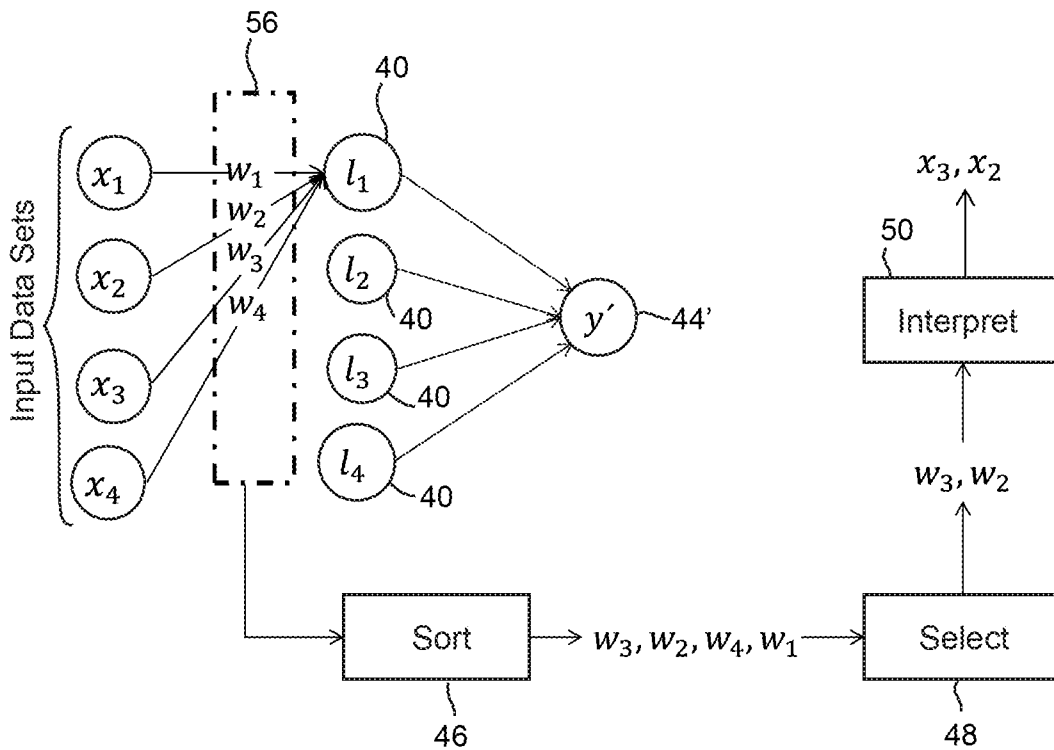 56
40
Input Data Sets
x₁
x₂
x₃
x₄
w₁
w₂
w₃
w₄
l₁
l₂
40
l₃
40
l₄
40
y′
44'
x₃, x₂
50
Interpret
w₃, w₂
Sort
46
w₃, w₂, w₄, w₁
Select
48